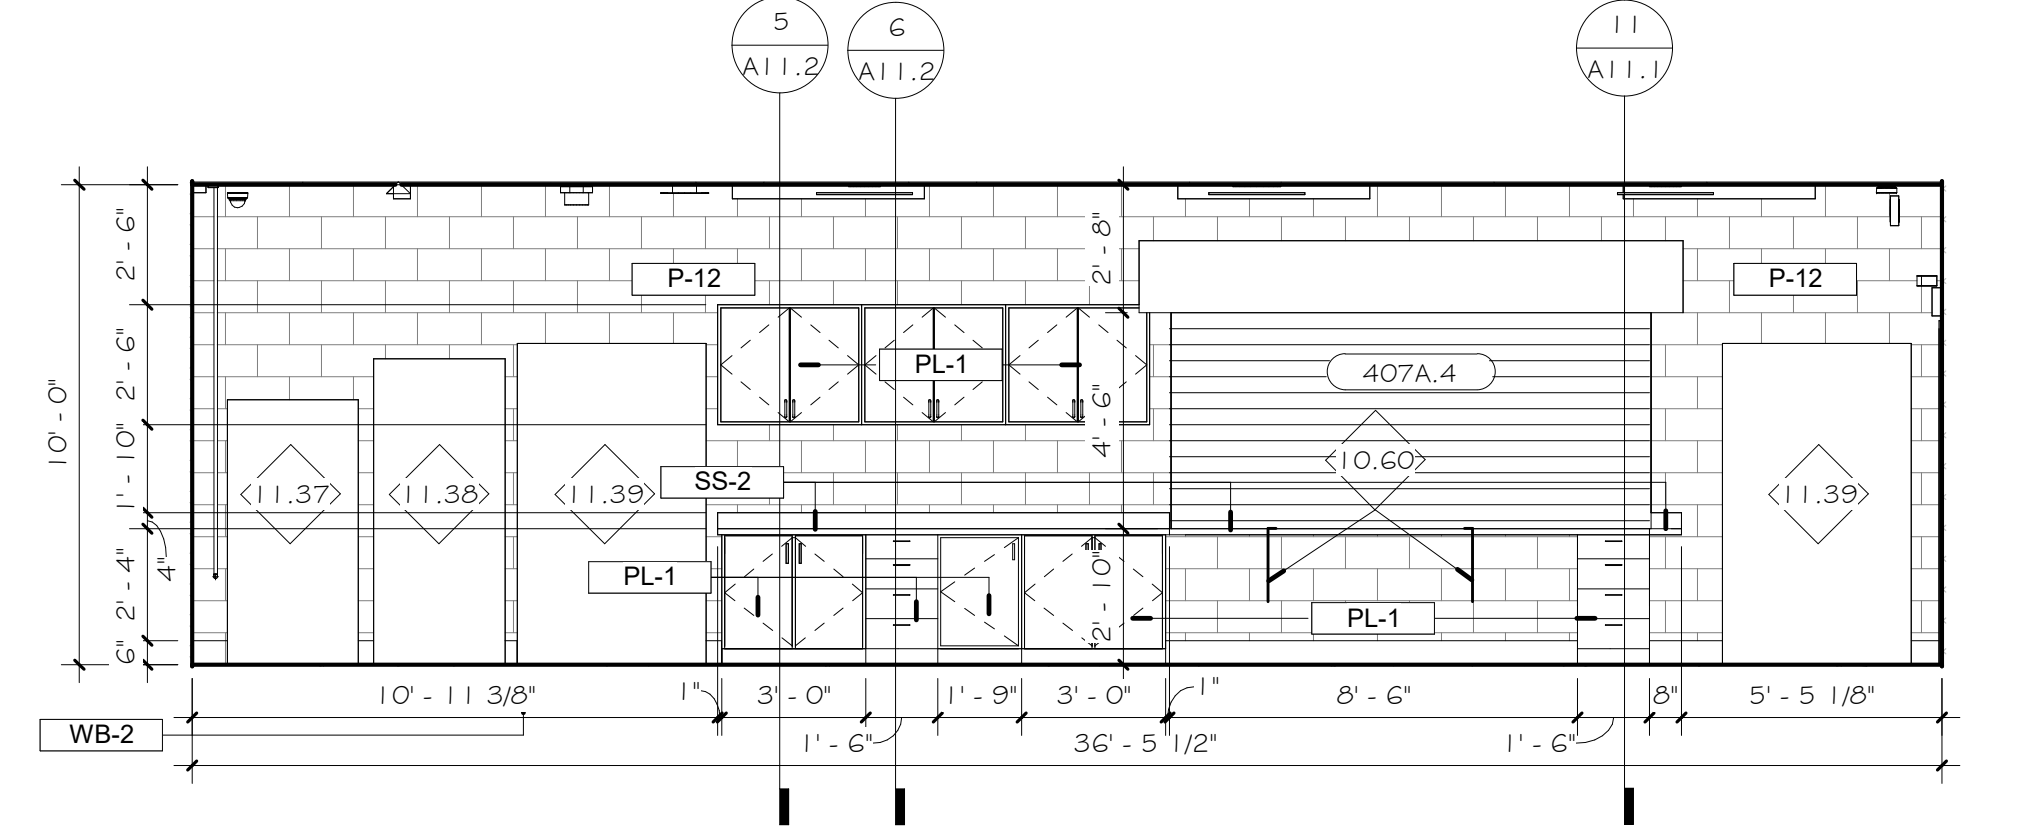 5
A11.2
6
A11.2
11
A11.1
10' - 0"
2' - 6"
2' - 6"
1' - 10"
4"
2' - 4"
6"
2' - 8"
4' - 6"
2' - 10"
P-12
P-12
PL-1
407A.4
10.60
SS-2
11.37
11.38
11.39
11.39
PL-1
PL-1
10' - 11 3/8"
1"
3' - 0"
1' - 9"
3' - 0"
1"
8' - 6"
8"
5' - 5 1/8"
WB-2
1' - 6"
36' - 5 1/2"
1' - 6"